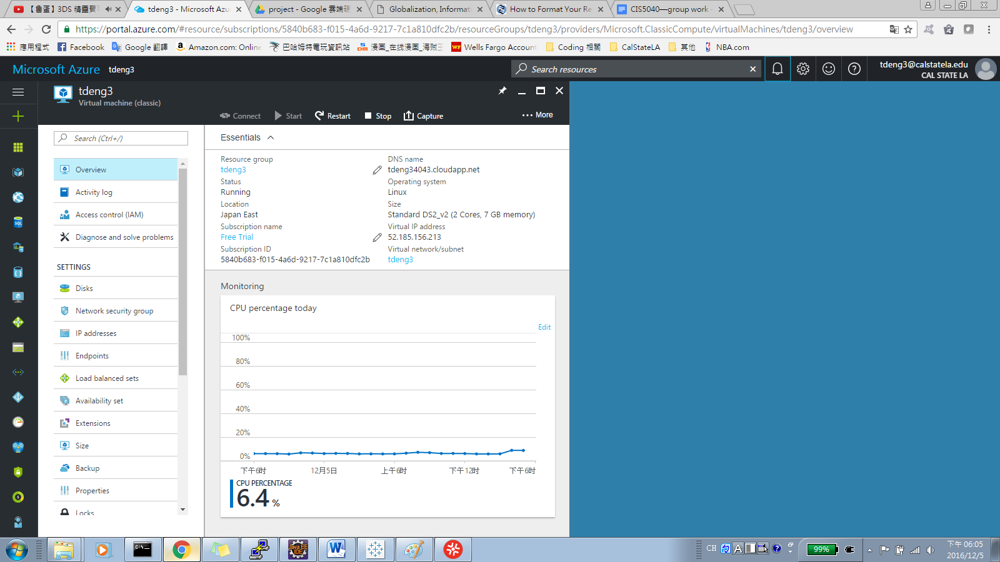 【魯蛋】3DS 精靈寶可
tdeng3 - Microsoft Azu
project - Google 雲端硬
Globalization, Informati
How to Format Your Re
CIS5040—group work -
https://portal.azure.com/#resource/subscriptions/5840b683-f015-4a6d-9217-7c1a810dfc2b/resourceGroups/tdeng3/providers/Microsoft.ClassicCompute/virtualMachines/tdeng3/overview
應用程式
Facebook
Google 翻譯
Amazon.com: Online
巴哈姆特電玩資訊站
漫画_在线漫画_海贼王
Wells Fargo Account
Coding 相關
CalStateLA
其他
NBA.com
Microsoft Azure
tdeng3
Search resources
tdeng3@calstatela.edu
CAL STATE LA
tdeng3
Virtual machine (classic)
Connect
Start
Restart
Stop
Capture
More
Search (Ctrl+/)
Overview
Activity log
Access control (IAM)
Diagnose and solve problems
SETTINGS
Disks
Network security group
IP addresses
Endpoints
Load balanced sets
Availability set
Extensions
Size
Backup
Properties
Locks
Essentials
Resource group
tdeng3
Status
Running
Location
Japan East
Subscription name
Free Trial
Subscription ID
5840b683-f015-4a6d-9217-7c1a810dfc2b
DNS name
tdeng34043.cloudapp.net
Operating system
Linux
Size
Standard DS2_v2 (2 Cores, 7 GB memory)
Virtual IP address
52.185.156.213
Virtual network/subnet
tdeng3
Monitoring
CPU percentage today
Edit
100%
80%
60%
40%
20%
0%
下午6時
12月5日
上午6時
下午12時
下午6時
CPU PERCENTAGE
6.4 %
CH
99%
下午 06:05
2016/12/5